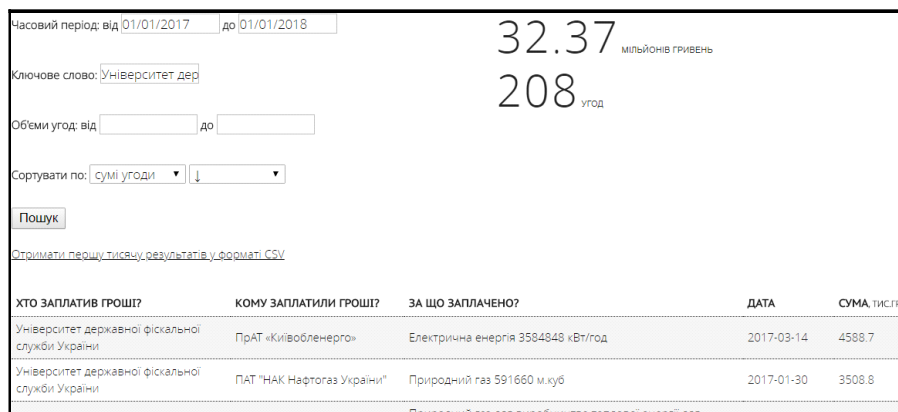 Часовий період: від 01/01/2017 до 01/01/2018
32.37 мільйонів гривень
Ключове слово: Університет дер
208 угод
Об'єми угод: від до
Сортувати по: сумі угоди ↓
Пошук
Отримати першу тисячу результатів у форматі CSV
ХТО ЗАПЛАТИВ ГРОШІ? КОМУ ЗАПЛАТИЛИ ГРОШІ? ЗА ЩО ЗАПЛАЧЕНО? ДАТА СУМА, ТИС.
Університет державної фіскальної
служби України
ПрАТ «Київобленерго» Електрична енергія 3584848 кВт/год 2017-03-14 4588.7
Університет державної фіскальної
служби України
ПАТ "НАК Нафтогаз України" Природний газ 591660 м.куб 2017-01-30 3508.8